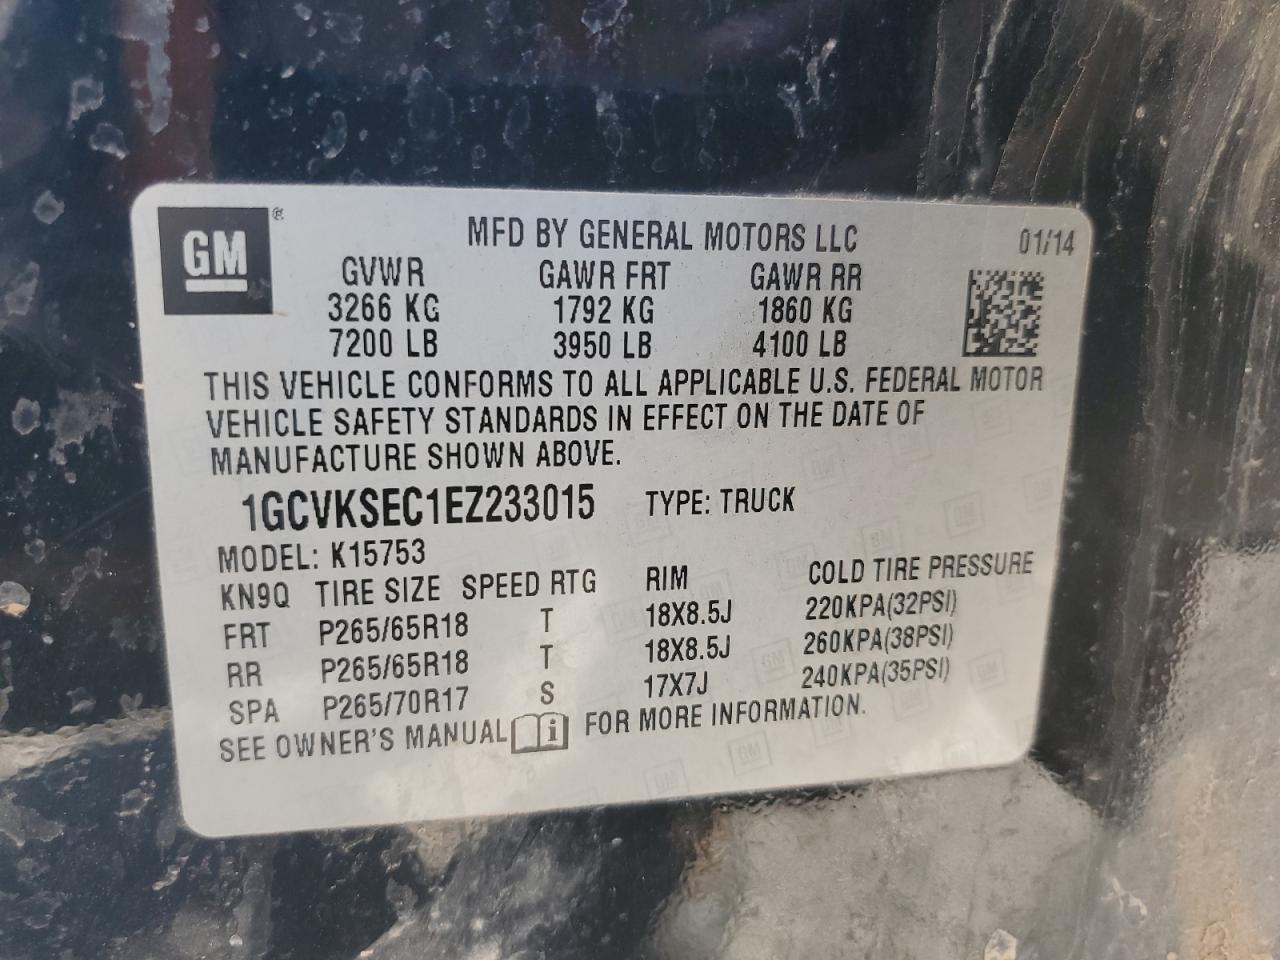 GM®
MFD BY GENERAL MOTORS LLC 01/14
GVWR GAWR FRT GAWR RR
3266 KG 1792 KG 1860 KG
7200 LB 3950 LB 4100 LB
THIS VEHICLE CONFORMS TO ALL APPLICABLE U.S. FEDERAL MOTOR
VEHICLE SAFETY STANDARDS IN EFFECT ON THE DATE OF
MANUFACTURE SHOWN ABOVE.
1GCVKSEC1EZ233015 TYPE: TRUCK
MODEL: K15753
KN9Q TIRE SIZE SPEED RTG RIM COLD TIRE PRESSURE
FRT P265/65R18 T 18X8.5J 220KPA(32PSI)
RR P265/65R18 T 18X8.5J 260KPA(38PSI)
SPA P265/70R17 S 17X7J 240KPA(35PSI)
SEE OWNER'S MANUAL i FOR MORE INFORMATION.